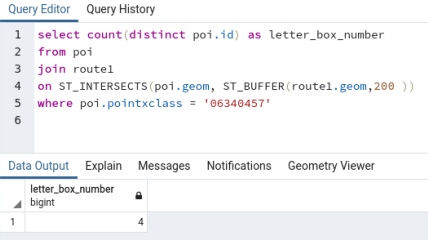 Query Editor Query History
1 select count(distinct poi.id) as letter_box_number
2 from poi
3 join route1
4 on ST_INTERSECTS(poi.geom, ST_BUFFER(route1.geom,200 ))
5 where poi.pointxclass = '06340457'
6
Data Output Explain Messages Notifications Geometry Viewer
letter_box_number
bigint
1 4